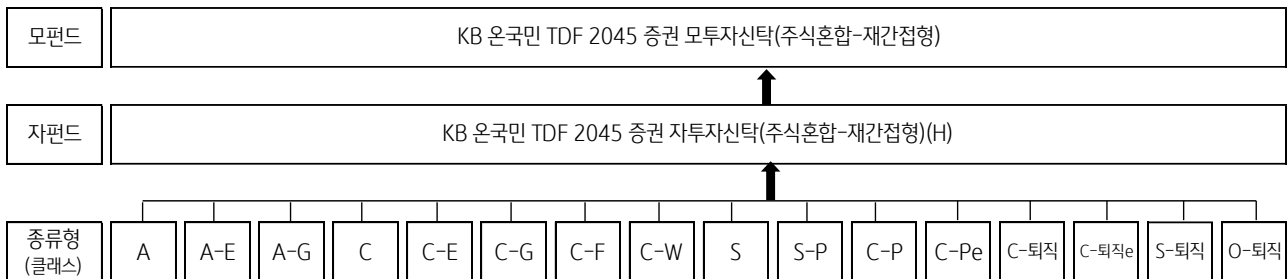 모펀드
KB 온국민 TDF 2045 증권 모투자신탁(주식혼합-재간접형)
자펀드
KB 온국민 TDF 2045 증권 자투자신탁(주식혼합-재간접형)(H)
종류형
(클래스)
A A-E A-G C C-E C-G C-F C-W S S-P C-P C-Pe C-퇴직 C-퇴직e S-퇴직 O-퇴직